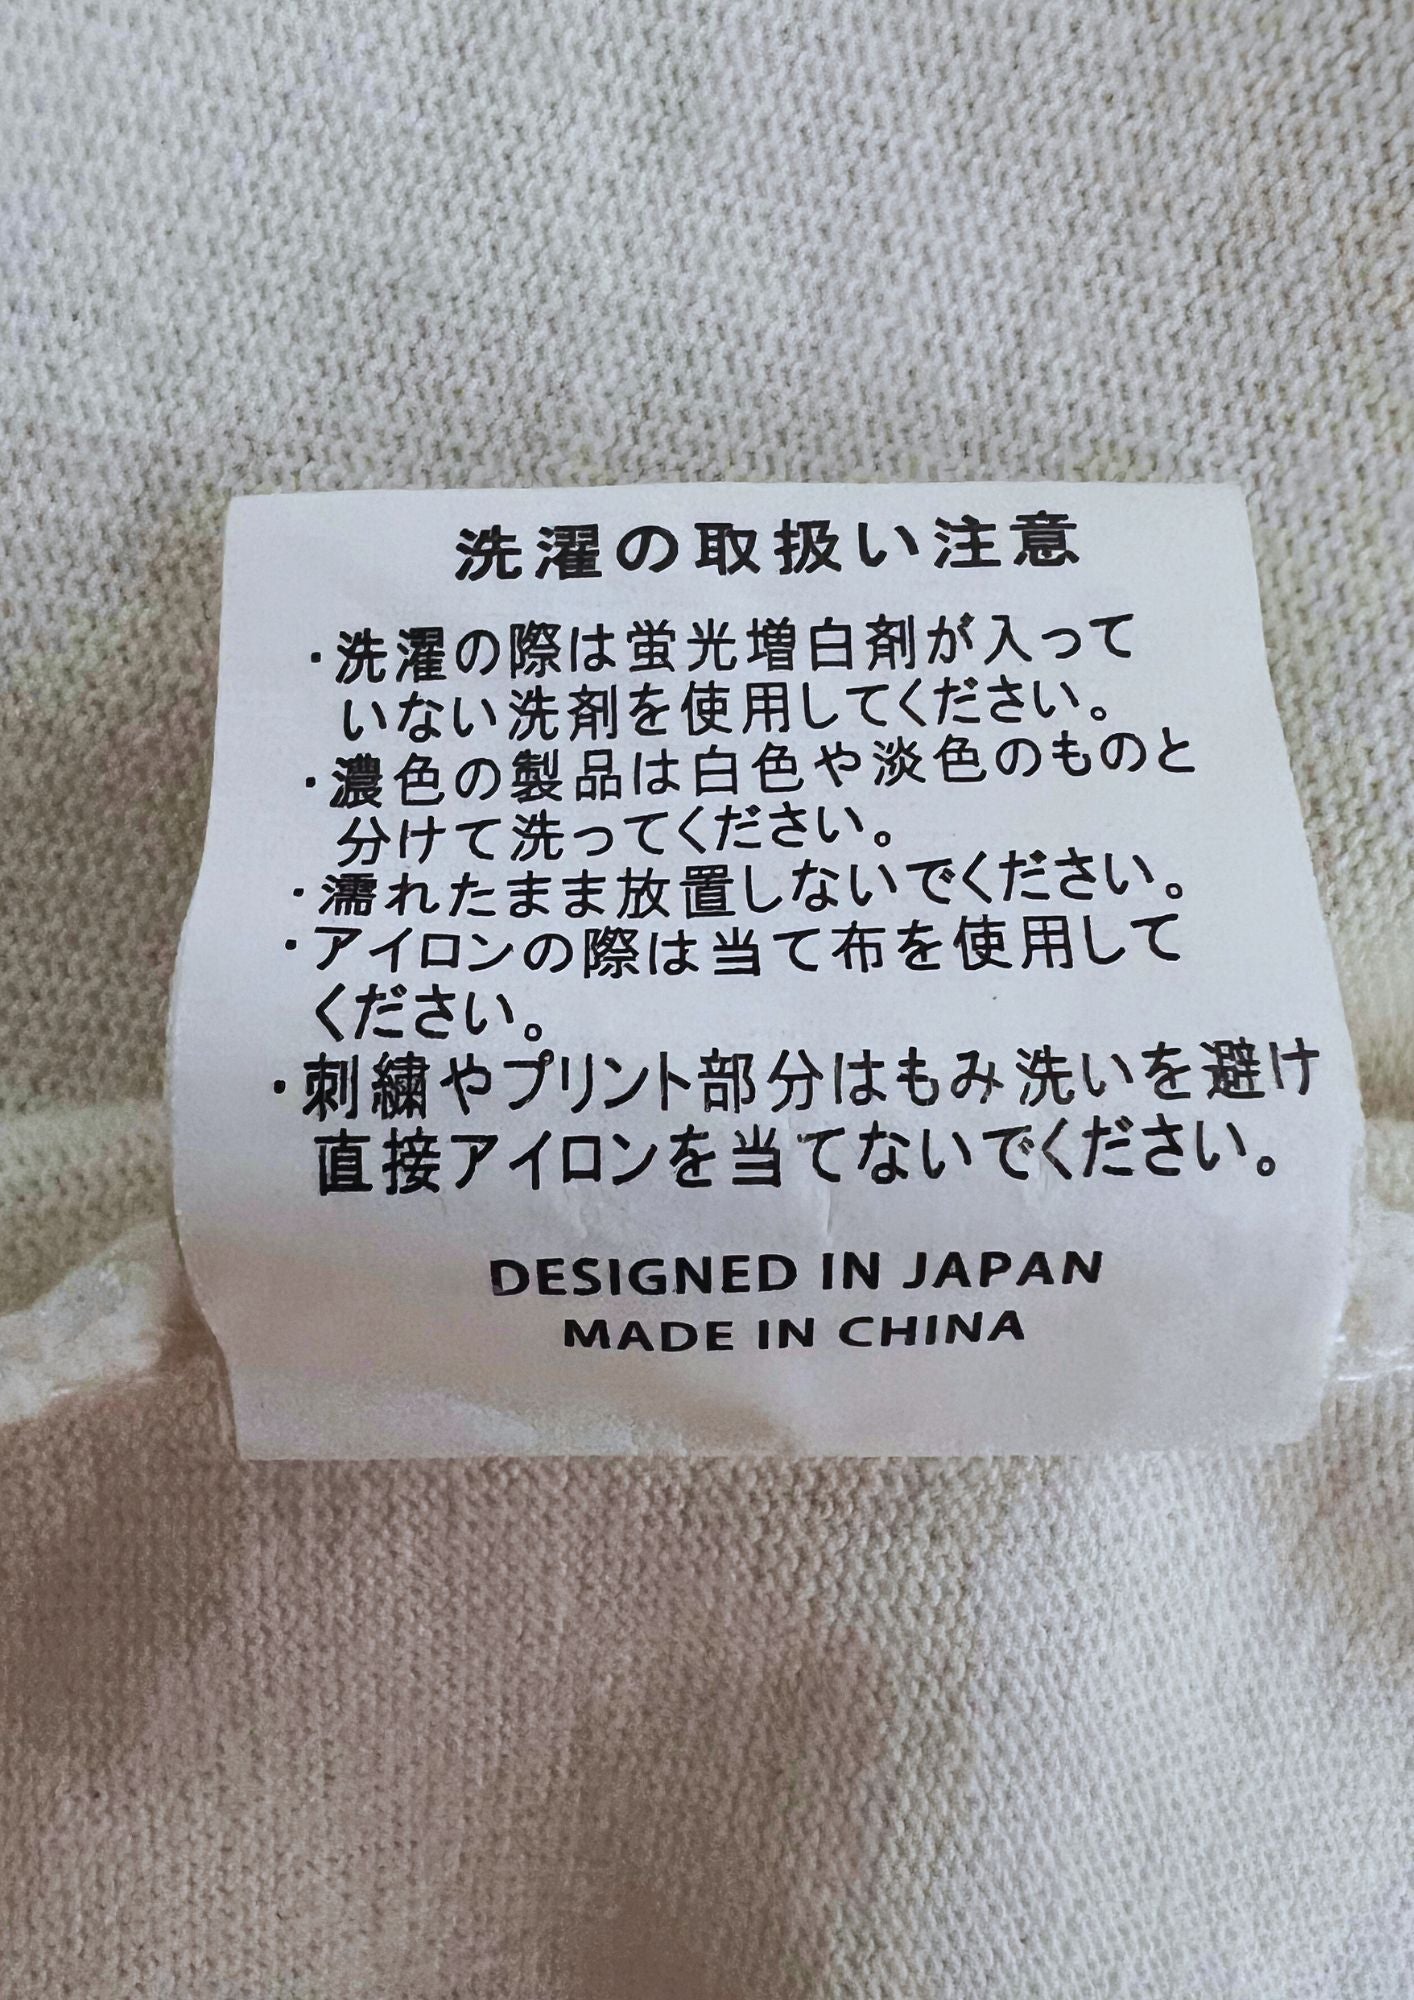 洗濯の取扱い注意
・洗濯の際は蛍光増白剤が入って
いない洗剤を使用してください。
・濃色の製品は白色や淡色のものと
分けて洗ってください。
・濡れたまま放置しないでください。
・アイロンの際は当て布を使用して
ください。
・刺繍やプリント部分はもみ洗いを避け
直接アイロンを当てないでください。
DESIGNED IN JAPAN
MADE IN CHINA